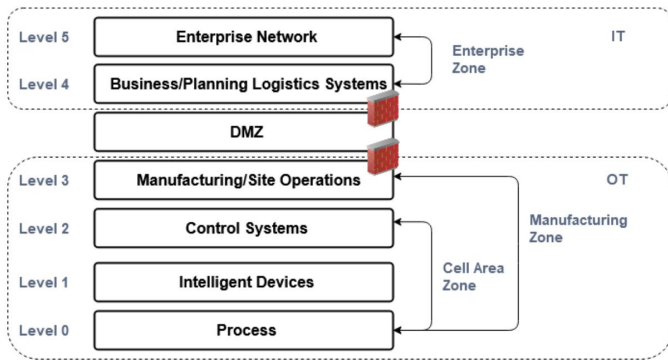 Level 5
Enterprise Network
IT
Enterprise
Zone
Level 4
Business/Planning Logistics Systems
DMZ
Level 3
Manufacturing/Site Operations
OT
Manufacturing
Zone
Level 2
Control Systems
Cell Area
Zone
Level 1
Intelligent Devices
Level 0
Process